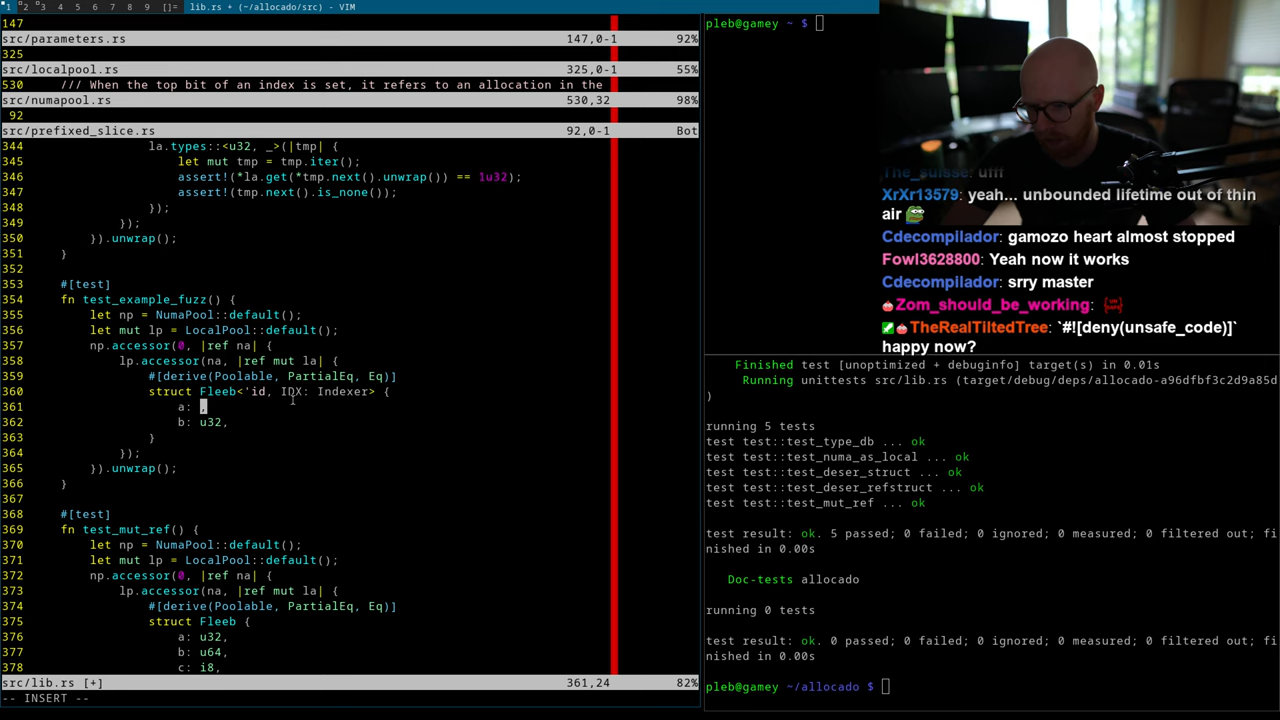 1 2 3 4 5 6 7 8 9 []= lib.rs + (~/allocado/src) - VIM
147
src/parameters.rs 147,0-1 92%
325
src/localpool.rs 325,0-1 55%
530 /// When the top bit of an index is set, it refers to an allocation in the
src/numapool.rs 530,32 98%
92
src/prefixed_slice.rs 92,0-1 Bot
344 la.types::<u32, _>(|tmp| {
345 let mut tmp = tmp.iter();
346 assert!(*la.get(*tmp.next().unwrap()) == 1u32);
347 assert!(tmp.next().is_none());
348 });
349 });
350 }).unwrap();
351 }
352
353 #[test]
354 fn test_example_fuzz() {
355 let np = NumaPool::default();
356 let mut lp = LocalPool::default();
357 np.accessor(0, |ref na| {
358 lp.accessor(na, |ref mut la| {
359 #[derive(Poolable, PartialEq, Eq)]
360 struct Fleeb<'id, IDX: Indexer> {
361 a: ,
362 b: u32,
363 }
364 });
365 }).unwrap();
366 }
367
368 #[test]
369 fn test_mut_ref() {
370 let np = NumaPool::default();
371 let mut lp = LocalPool::default();
372 np.accessor(0, |ref na| {
373 lp.accessor(na, |ref mut la| {
374 #[derive(Poolable, PartialEq, Eq)]
375 struct Fleeb {
376 a: u32,
377 b: u64,
378 c: i8,
src/lib.rs [+] 361,24 82%
-- INSERT --
pleb@gamey ~ $
Finished test [unoptimized + debuginfo] target(s) in 0.01s
Running unittests src/lib.rs (target/debug/deps/allocado-a96dfbf3c2d9a85d
)
running 5 tests
test test::test_type_db ... ok
test test::test_numa_as_local ... ok
test test::test_deser_struct ... ok
test test::test_deser_refstruct ... ok
test test::test_mut_ref ... ok
test result: ok. 5 passed; 0 failed; 0 ignored; 0 measured; 0 filtered out; fi
nished in 0.00s
Doc-tests allocado
running 0 tests
test result: ok. 0 passed; 0 failed; 0 ignored; 0 measured; 0 filtered out; fi
nished in 0.00s
pleb@gamey ~/allocado $
The_suisse: ufff
XrXr13579: yeah... unbounded lifetime out of thin
air
Cdecompilador: gamozo heart almost stopped
Fowl3628800: Yeah now it works
Cdecompilador: srry master
Zom_should_be_working:
TheRealTiltedTree: `#![deny(unsafe_code)]`
happy now?